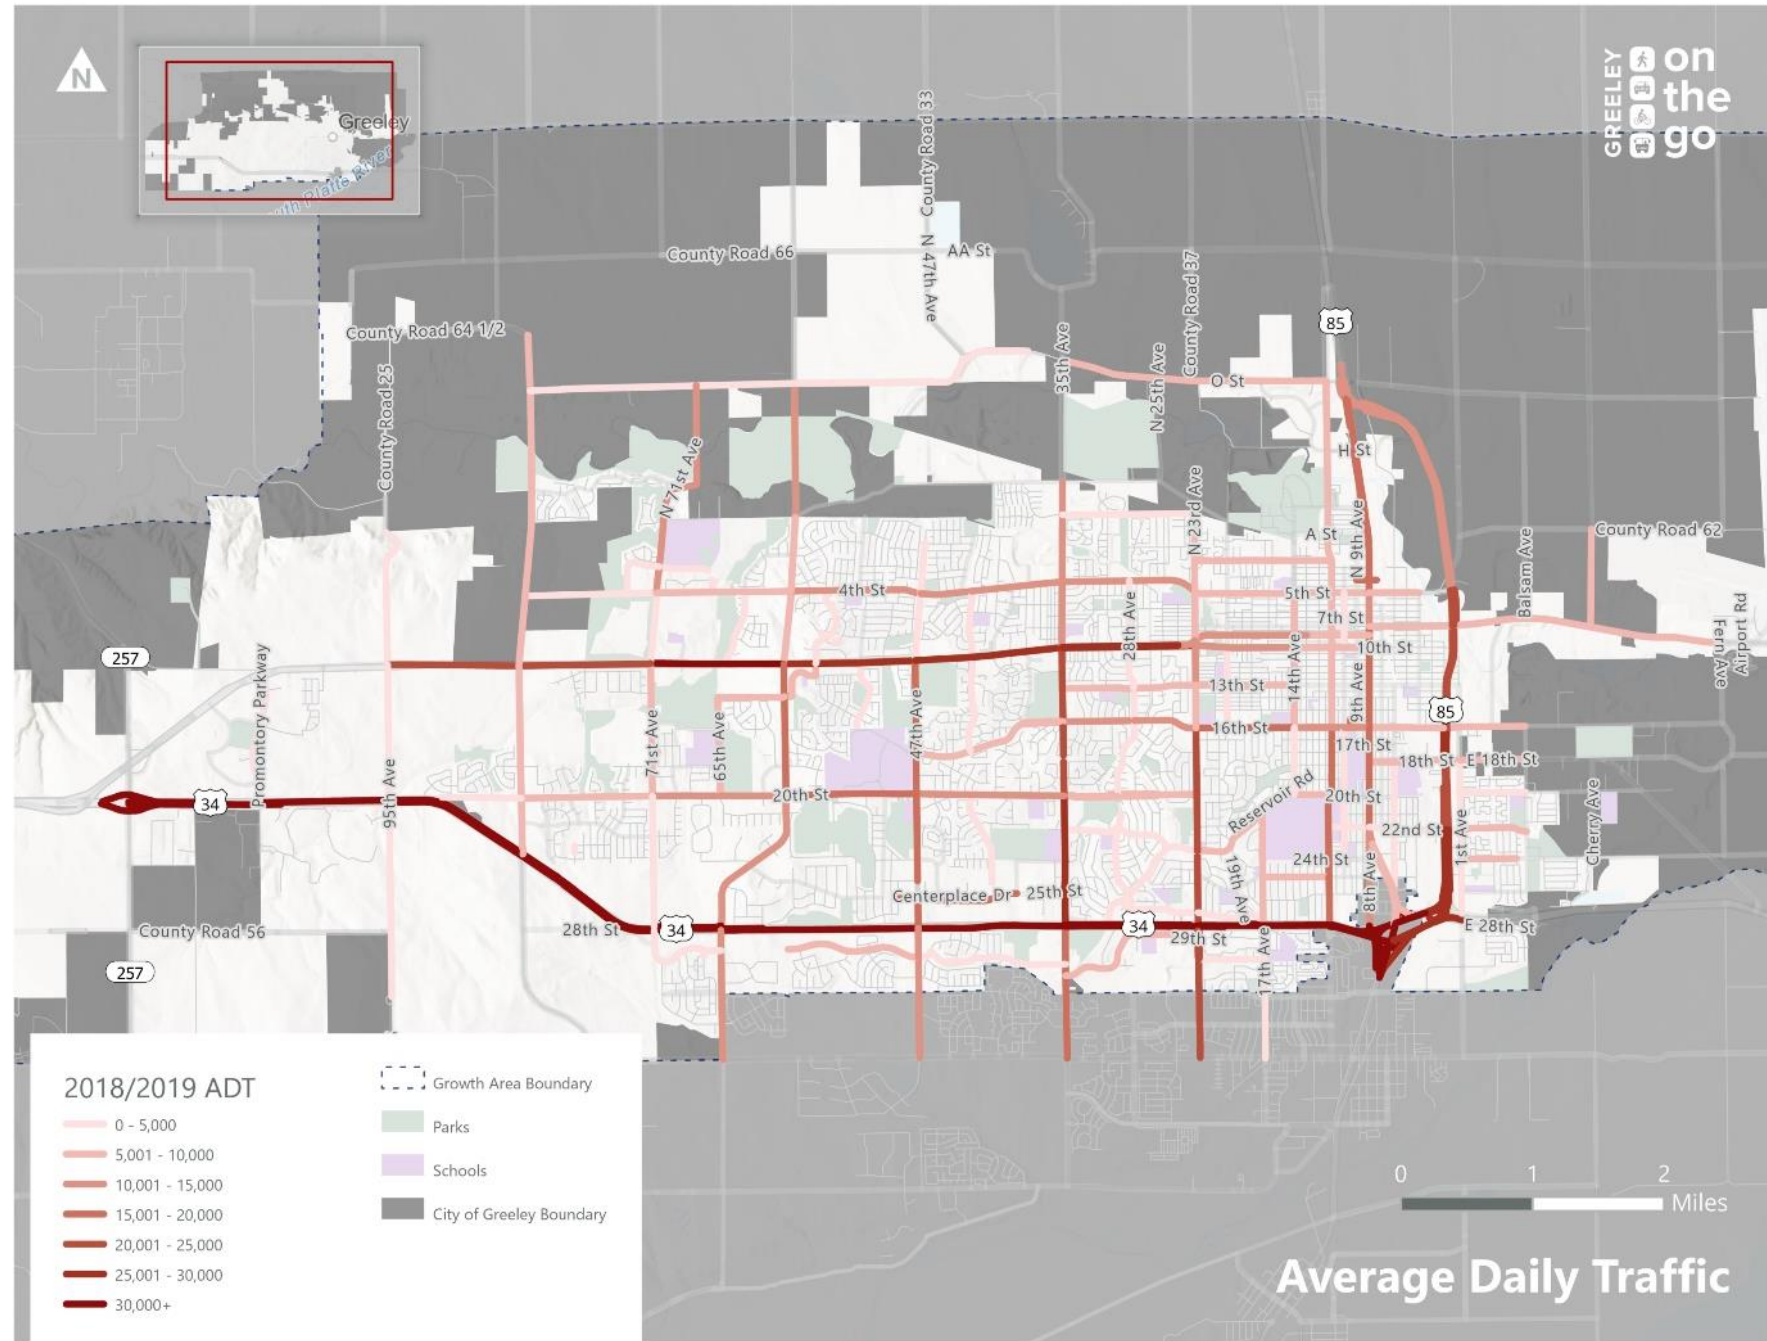 N
Greeley
uth Platte River
GREELEY
on
the
go
County Road 33
County Road 66
AA St
N 47th Ave
County Road 37
85
County Road 64 1/2
35th Ave
N 25th Ave
County Road 25
O St
N 71st Ave
H St
N 23rd Ave
N 9th Ave
A St
County Road 62
Balsam Ave
4th St
5th St
28th Ave
7th St
Airport Rd
Fern Ave
257
10th St
14th Ave
13th St
Promontory Parkway
9th Ave
85
71st Ave
65th Ave
47th Ave
16th St
17th St
18th St
E 18th St
95th Ave
34
20th St
Reservoir Rd
20th St
22nd St
1st Ave
Cherry Ave
24th St
19th Ave
8th Ave
Centerplace Dr
25th St
County Road 56
28th St
34
34
29th St
E 28th St
257
17th Ave
2018/2019 ADT
0 - 5,000
5,001 - 10,000
10,001 - 15,000
15,001 - 20,000
20,001 - 25,000
25,001 - 30,000
30,000+
Growth Area Boundary
Parks
Schools
City of Greeley Boundary
0 1 2
Miles
Average Daily Traffic